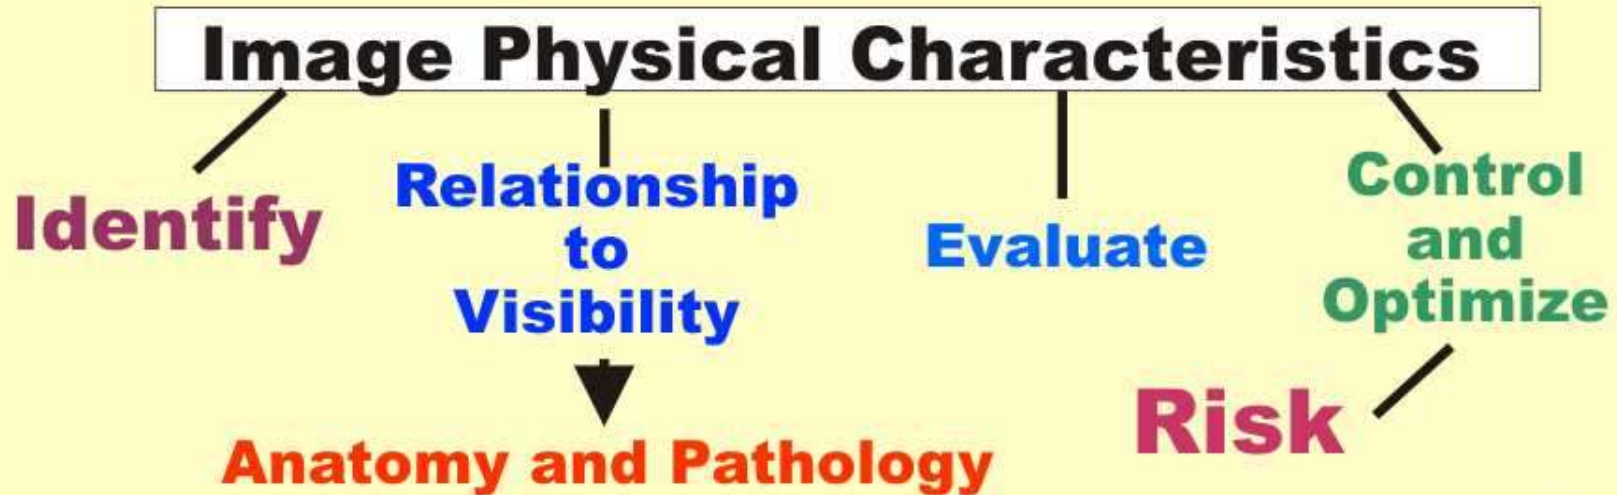 Image Physical Characteristics
Identify
Relationship
to
Visibility
Evaluate
Control
and
Optimize
Risk
Anatomy and Pathology